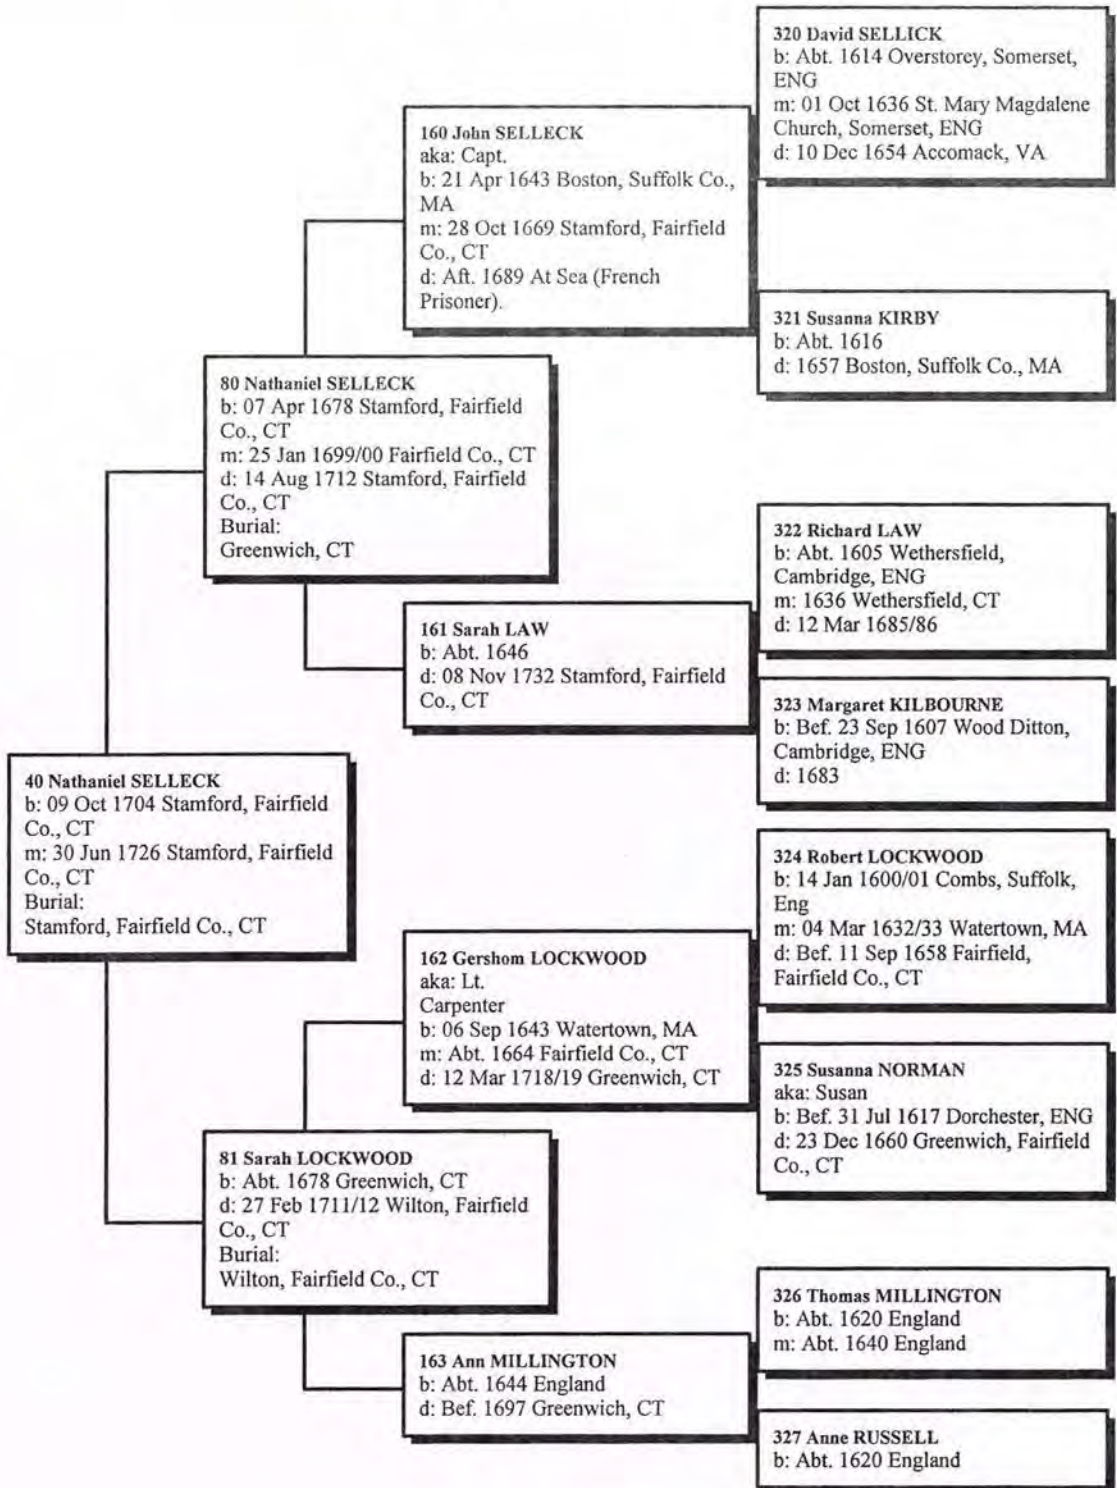 320 David SELLICK
b: Abt. 1614 Overstorey, Somerset,
ENG
m: 01 Oct 1636 St. Mary Magdalene
Church, Somerset, ENG
d: 10 Dec 1654 Accomack, VA
160 John SELLECK
aka: Capt.
b: 21 Apr 1643 Boston, Suffolk Co.,
MA
m: 28 Oct 1669 Stamford, Fairfield
Co., CT
d: Aft. 1689 At Sea (French
Prisoner).
321 Susanna KIRBY
b: Abt. 1616
d: 1657 Boston, Suffolk Co., MA
80 Nathaniel SELLECK
b: 07 Apr 1678 Stamford, Fairfield
Co., CT
m: 25 Jan 1699/00 Fairfield Co., CT
d: 14 Aug 1712 Stamford, Fairfield
Co., CT
Burial:
Greenwich, CT
322 Richard LAW
b: Abt. 1605 Wethersfield,
Cambridge, ENG
m: 1636 Wethersfield, CT
d: 12 Mar 1685/86
161 Sarah LAW
b: Abt. 1646
d: 08 Nov 1732 Stamford, Fairfield
Co., CT
323 Margaret KILBOURNE
b: Bef. 23 Sep 1607 Wood Ditton,
Cambridge, ENG
d: 1683
40 Nathaniel SELLECK
b: 09 Oct 1704 Stamford, Fairfield
Co., CT
m: 30 Jun 1726 Stamford, Fairfield
Co., CT
Burial:
Stamford, Fairfield Co., CT
324 Robert LOCKWOOD
b: 14 Jan 1600/01 Combs, Suffolk,
Eng
m: 04 Mar 1632/33 Watertown, MA
d: Bef. 11 Sep 1658 Fairfield,
Fairfield Co., CT
162 Gershom LOCKWOOD
aka: Lt.
Carpenter
b: 06 Sep 1643 Watertown, MA
m: Abt. 1664 Fairfield Co., CT
d: 12 Mar 1718/19 Greenwich, CT
325 Susanna NORMAN
aka: Susan
b: Bef. 31 Jul 1617 Dorchester, ENG
d: 23 Dec 1660 Greenwich, Fairfield
Co., CT
81 Sarah LOCKWOOD
b: Abt. 1678 Greenwich, CT
d: 27 Feb 1711/12 Wilton, Fairfield
Co., CT
Burial:
Wilton, Fairfield Co., CT
326 Thomas MILLINGTON
b: Abt. 1620 England
m: Abt. 1640 England
163 Ann MILLINGTON
b: Abt. 1644 England
d: Bef. 1697 Greenwich, CT
327 Anne RUSSELL
b: Abt. 1620 England